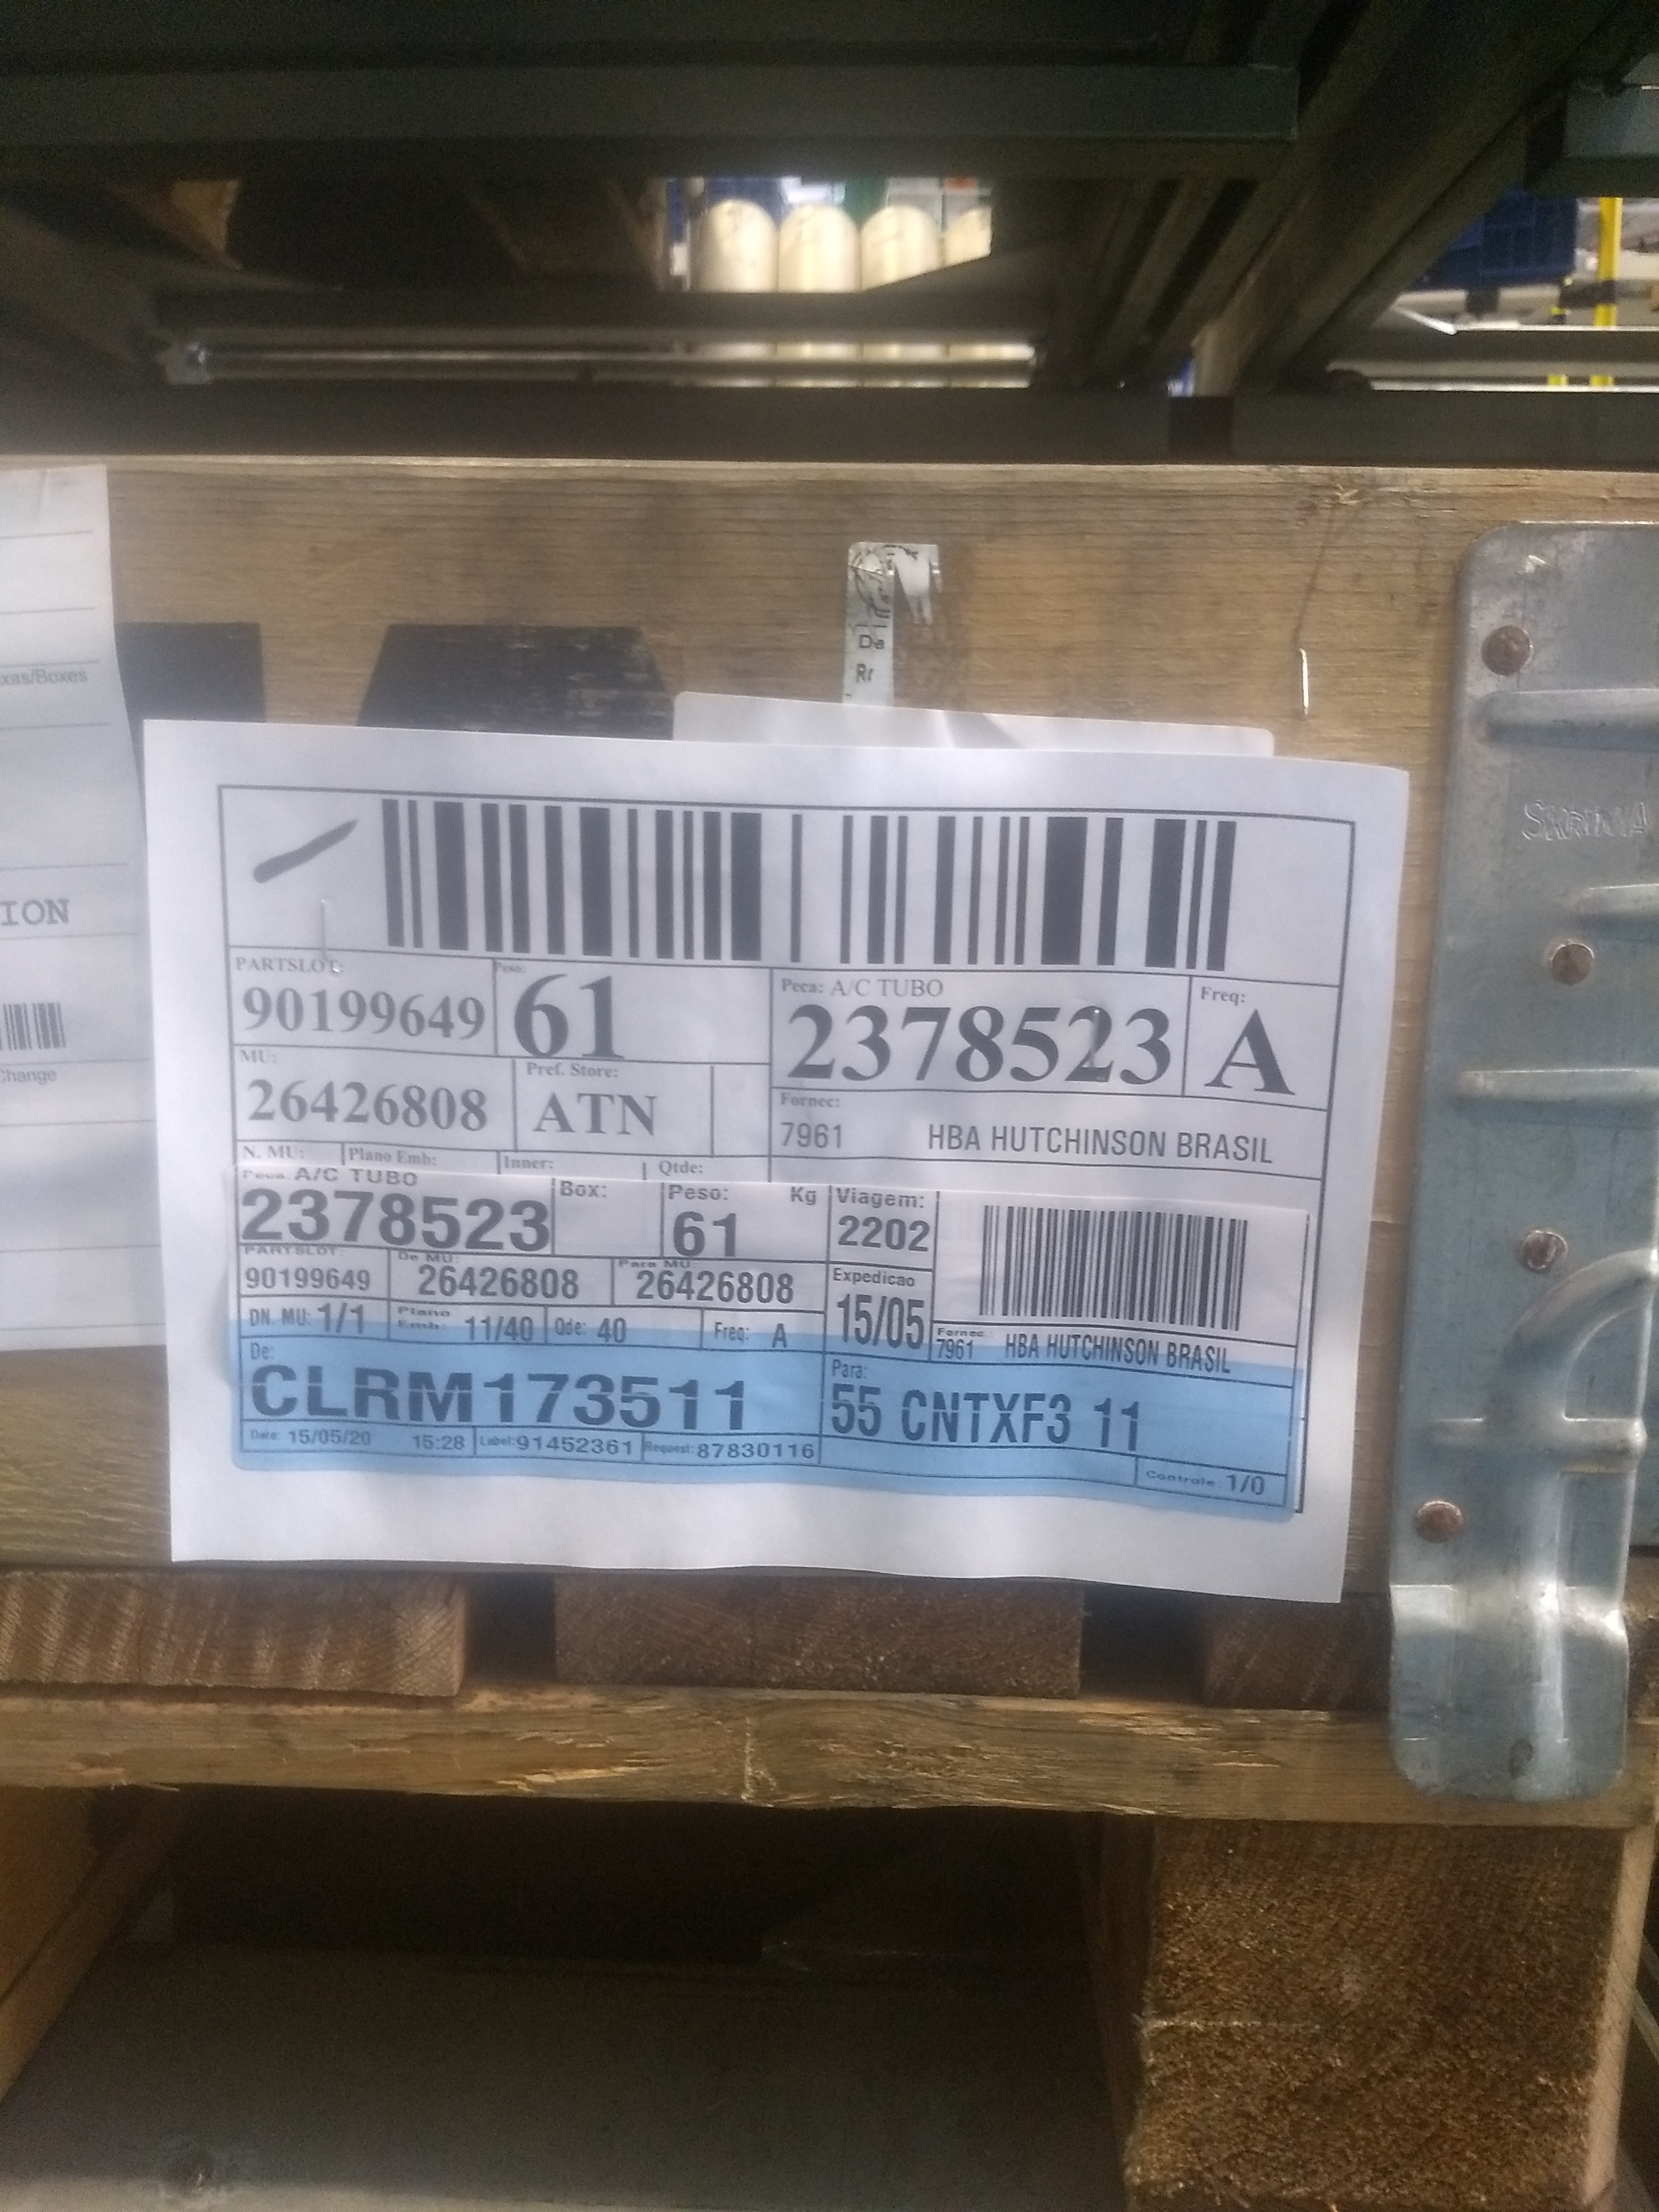 Da
xas/Boxes
ION
Change
PARTSLOT:
90199649
Peso:
61
Peca: A/C TUBO
2378523
Freq:
A
MU:
26426808
Pref. Store:
ATN
Fornec:
7961 HBA HUTCHINSON BRASIL
N. MU: Plano Emb: Inner: Qtde:
Peca: A/C TUBO
2378523
Box:
Peso: Kg
61
Viagem:
2202
PARTSLOT:
90199649
De MU:
26426808
Para MU:
26426808
Expedicao
15/05
DN. MU: 1/1
Plano Emb: 11/40
Qde: 40
Freq: A
Fornec.:
7961 HBA HUTCHINSON BRASIL
De:
CLRM173511
Para:
55 CNTXF3 11
Data: 15/05/20 15:28 Label: 91452361 Request: 87830116
Controle 1/0